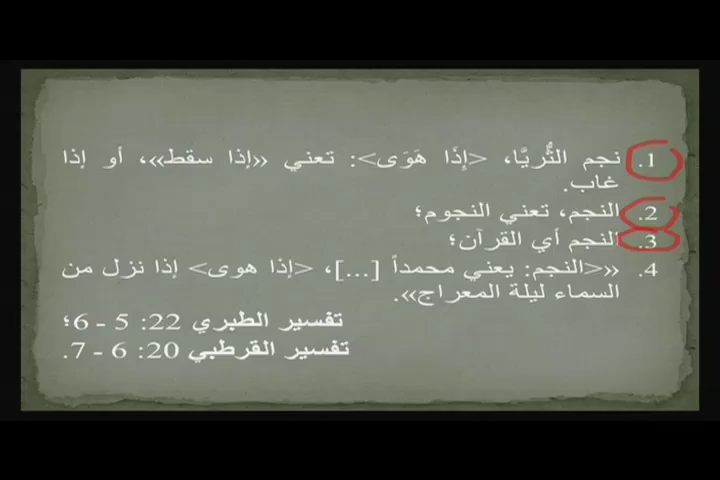 1. نجم الثُّريَّا، <إِذَا هَوَى>: تعني «إذا سقط»، أو إذا
غاب.
2. النجم، تعني النجوم؛
3. النجم أي القرآن؛
4. «<النجم: يعني محمداً [...]، <إذا هوى> إذا نزل من
السماء ليلة المعراج».
تفسير الطبري 22: 5 - 6؛
تفسير القرطبي 20: 6 - 7.